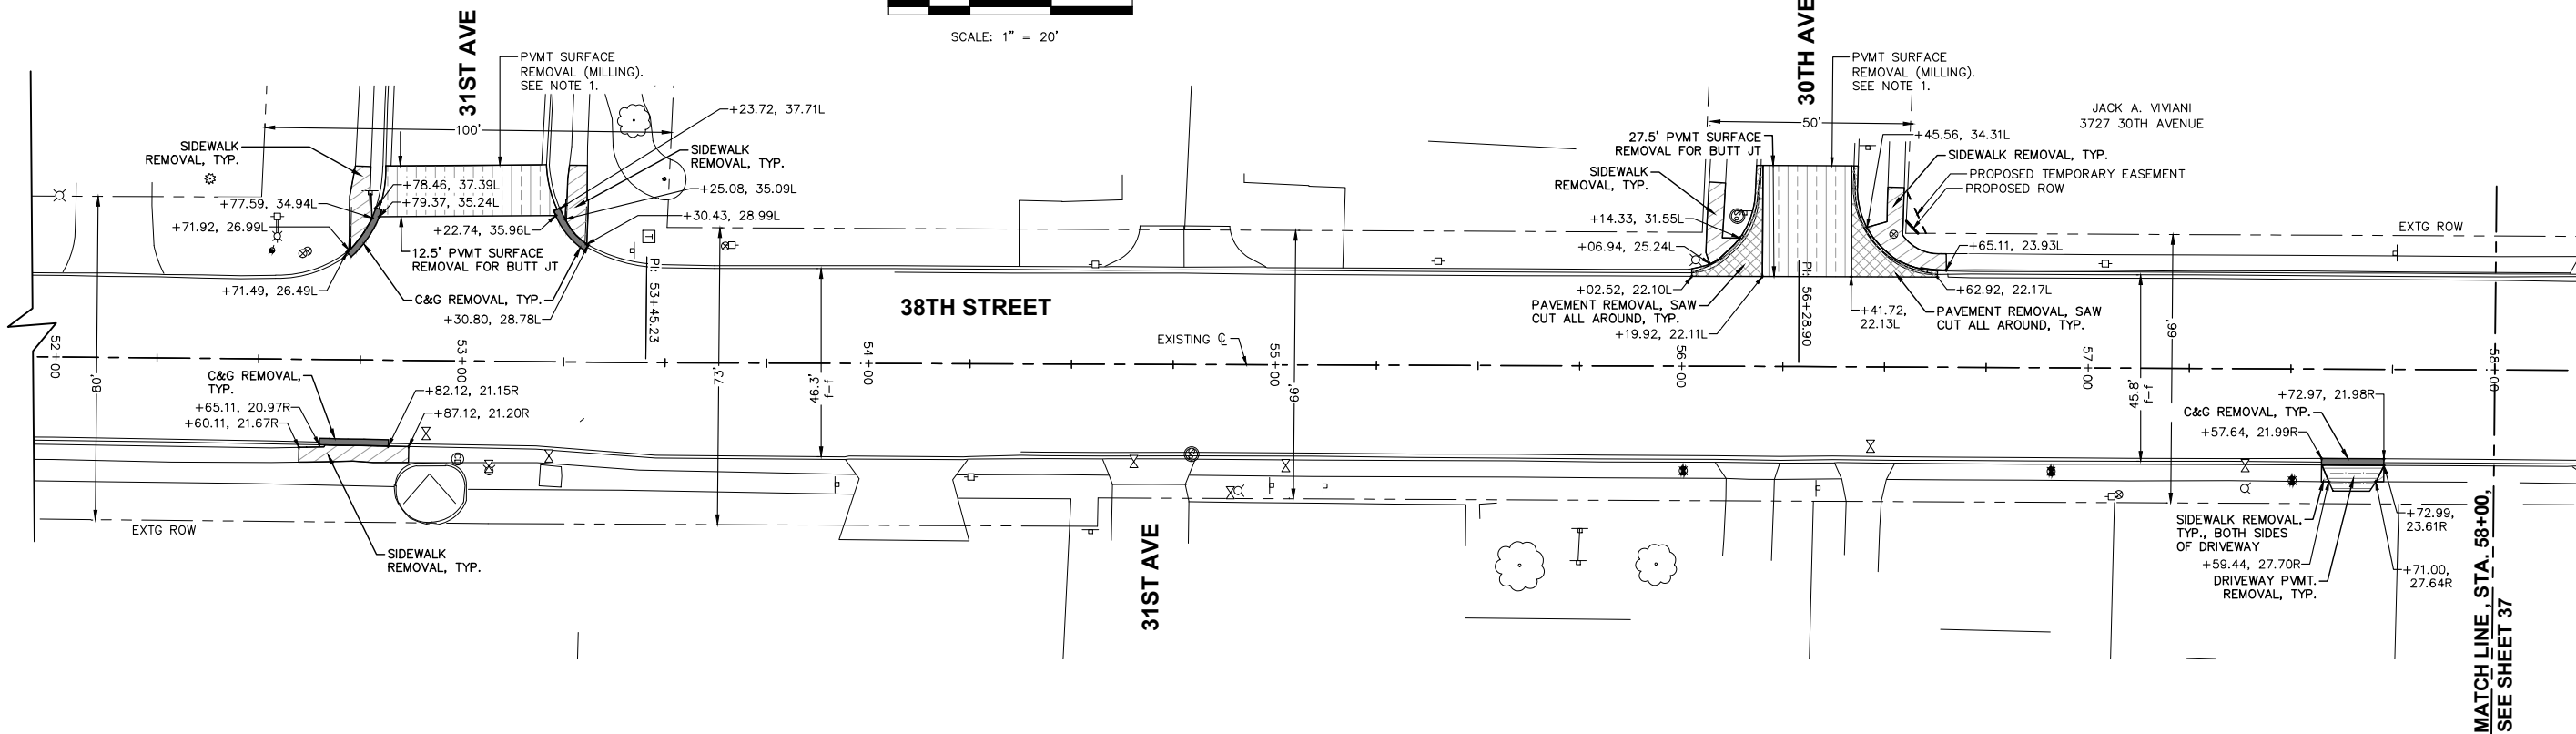 SCALE: 1" = 20'
31ST AVE
PVMT SURFACE
REMOVAL (MILLING).
SEE NOTE 1.
100'
+23.72, 37.71L
SIDEWALK
REMOVAL, TYP.
SIDEWALK
REMOVAL, TYP.
+78.46, 37.39L
+77.59, 34.94L
+79.37, 35.24L
+25.08, 35.09L
+71.92, 26.99L
+22.74, 35.96L
+30.43, 28.99L
12.5' PVMT SURFACE
REMOVAL FOR BUTT JT
T
+71.49, 26.49L
C&G REMOVAL, TYP.
+30.80, 28.78L
PI: 53+45.23
38TH STREET
EXISTING ℄
30TH AVE
PVMT SURFACE
REMOVAL (MILLING).
SEE NOTE 1.
JACK A. VIVIANI
3727 30TH AVENUE
50'
27.5' PVMT SURFACE
REMOVAL FOR BUTT JT
+45.56, 34.31L
SIDEWALK REMOVAL, TYP.
SIDEWALK
REMOVAL, TYP.
PROPOSED TEMPORARY EASEMENT
PROPOSED ROW
+14.33, 31.55L
+06.94, 25.24L
EXTG ROW
+65.11, 23.93L
+02.52, 22.10L
+62.92, 22.17L
PAVEMENT REMOVAL, SAW
CUT ALL AROUND, TYP.
+19.92, 22.11L
PI: 56+28.90
+41.72,
22.13L
PAVEMENT REMOVAL, SAW
CUT ALL AROUND, TYP.
52+00
53+00
54+00
55+00
56+00
57+00
58+00
80'
73'
46.3'
f-f
66'
45.8'
f-f
66'
C&G REMOVAL,
TYP.
+82.12, 21.15R
+65.11, 20.97R
+87.12, 21.20R
+60.11, 21.67R
EXTG ROW
SIDEWALK
REMOVAL, TYP.
31ST AVE
+72.97, 21.98R
C&G REMOVAL, TYP.
+57.64, 21.99R
SIDEWALK REMOVAL,
TYP., BOTH SIDES
OF DRIVEWAY
+59.44, 27.70R
DRIVEWAY PVMT.
REMOVAL, TYP.
+72.99,
23.61R
+71.00,
27.64R
MATCH LINE, STA. 58+00,
SEE SHEET 37